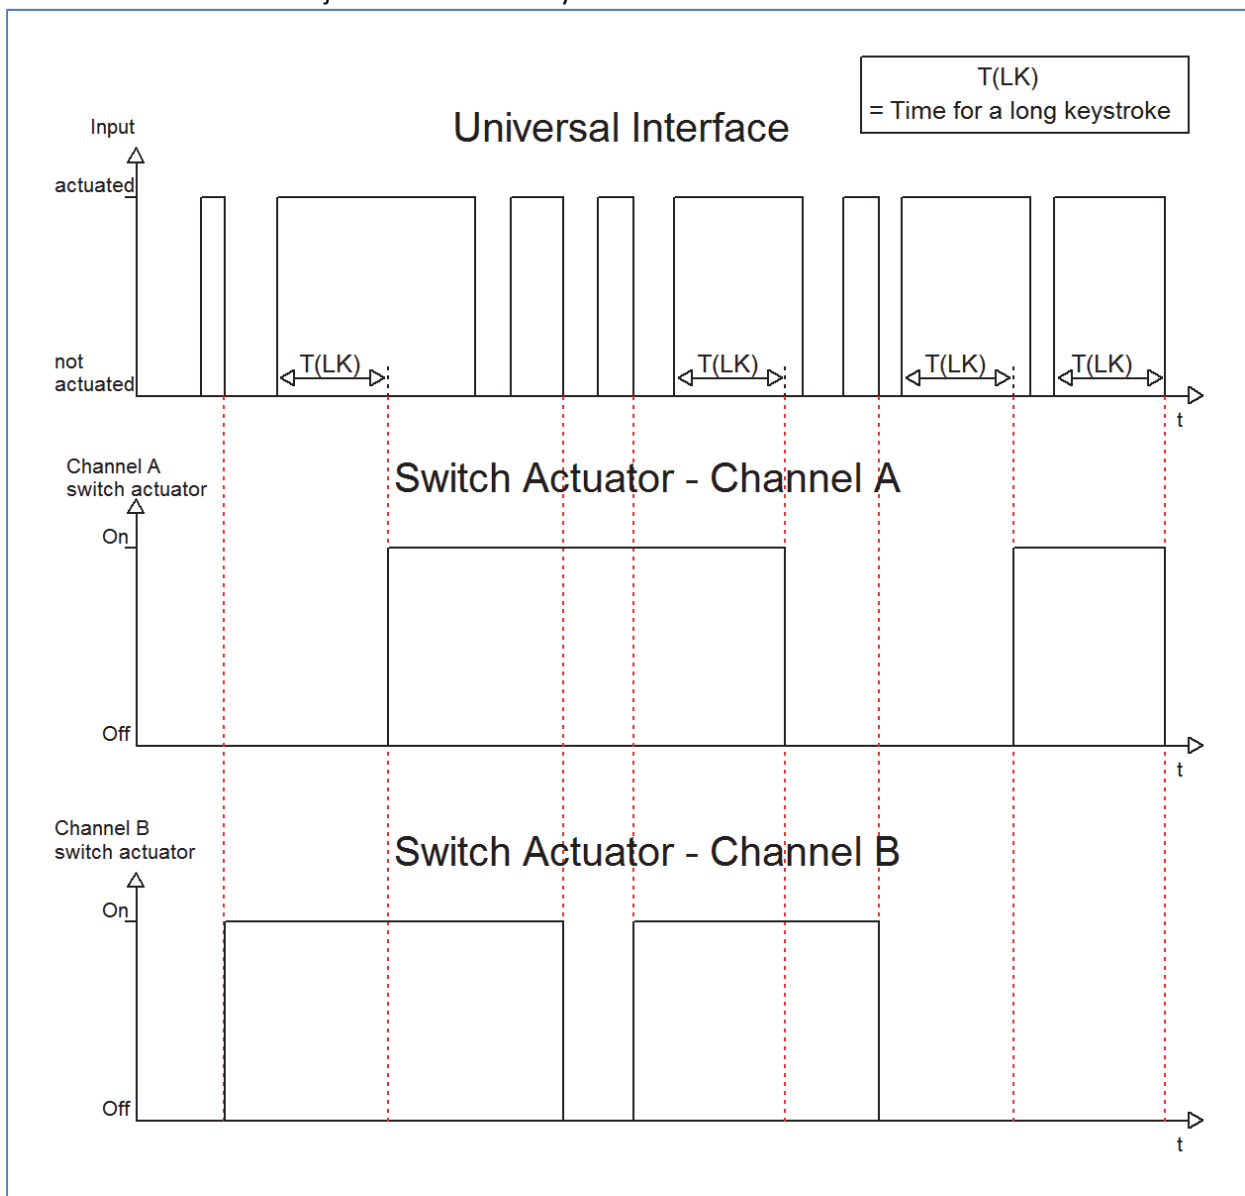 T(LK)
= Time for a long keystroke
Universal Interface
Input
actuated
not
actuated
T(LK)
T(LK)
T(LK)
T(LK)
t
Channel A
switch actuator
Switch Actuator - Channel A
On
Off
t
Channel B
switch actuator
Switch Actuator - Channel B
On
Off
t